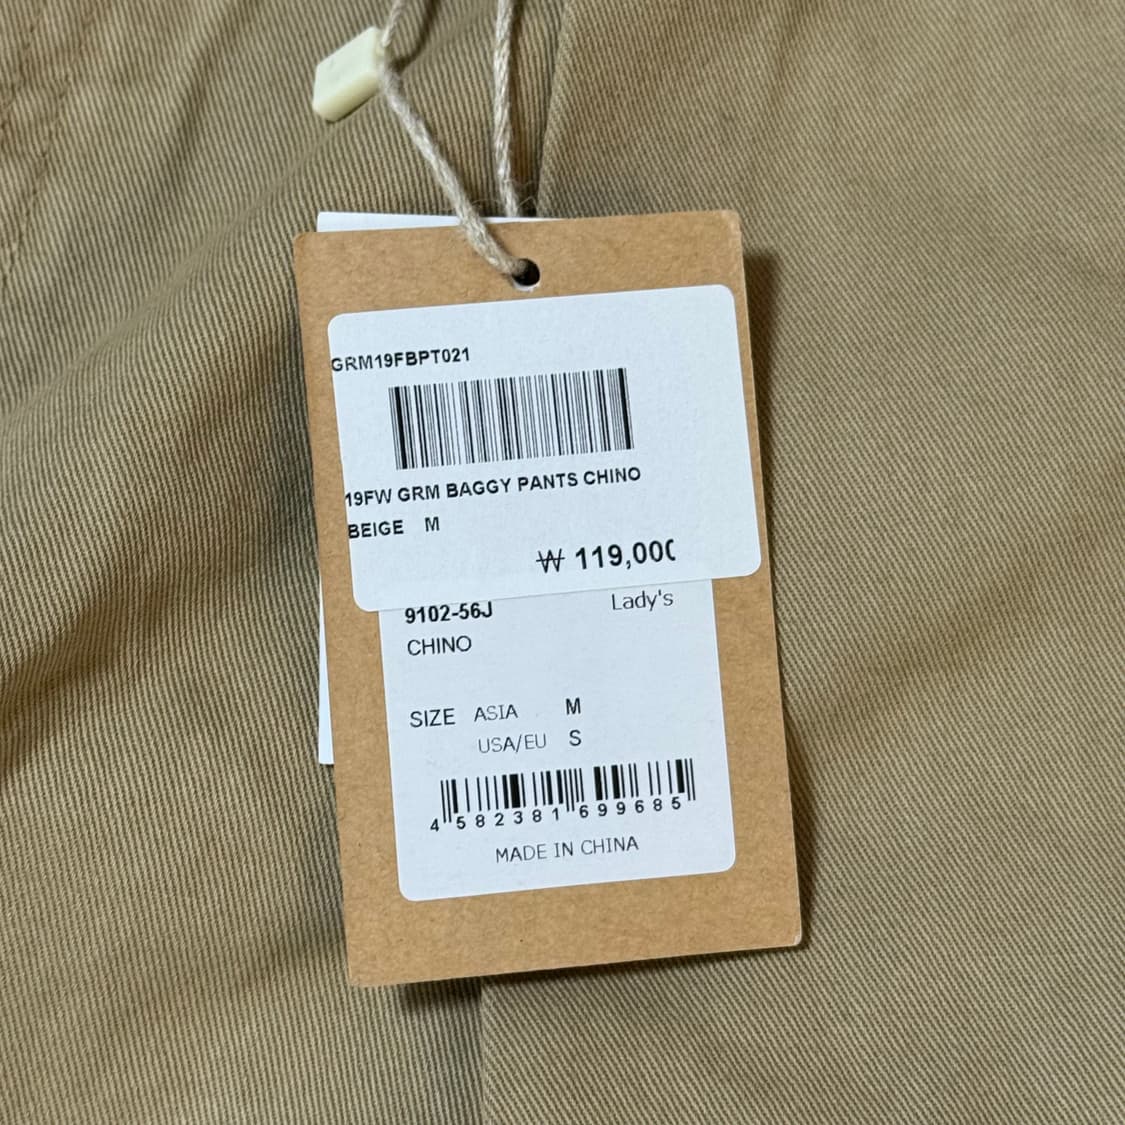 GRM19FBPT021
19FW GRM BAGGY PANTS CHINO
BEIGE M
₩ 119,000
9102-56J Lady's
CHINO
SIZE ASIA M
USA/EU S
4 582381 699685
MADE IN CHINA